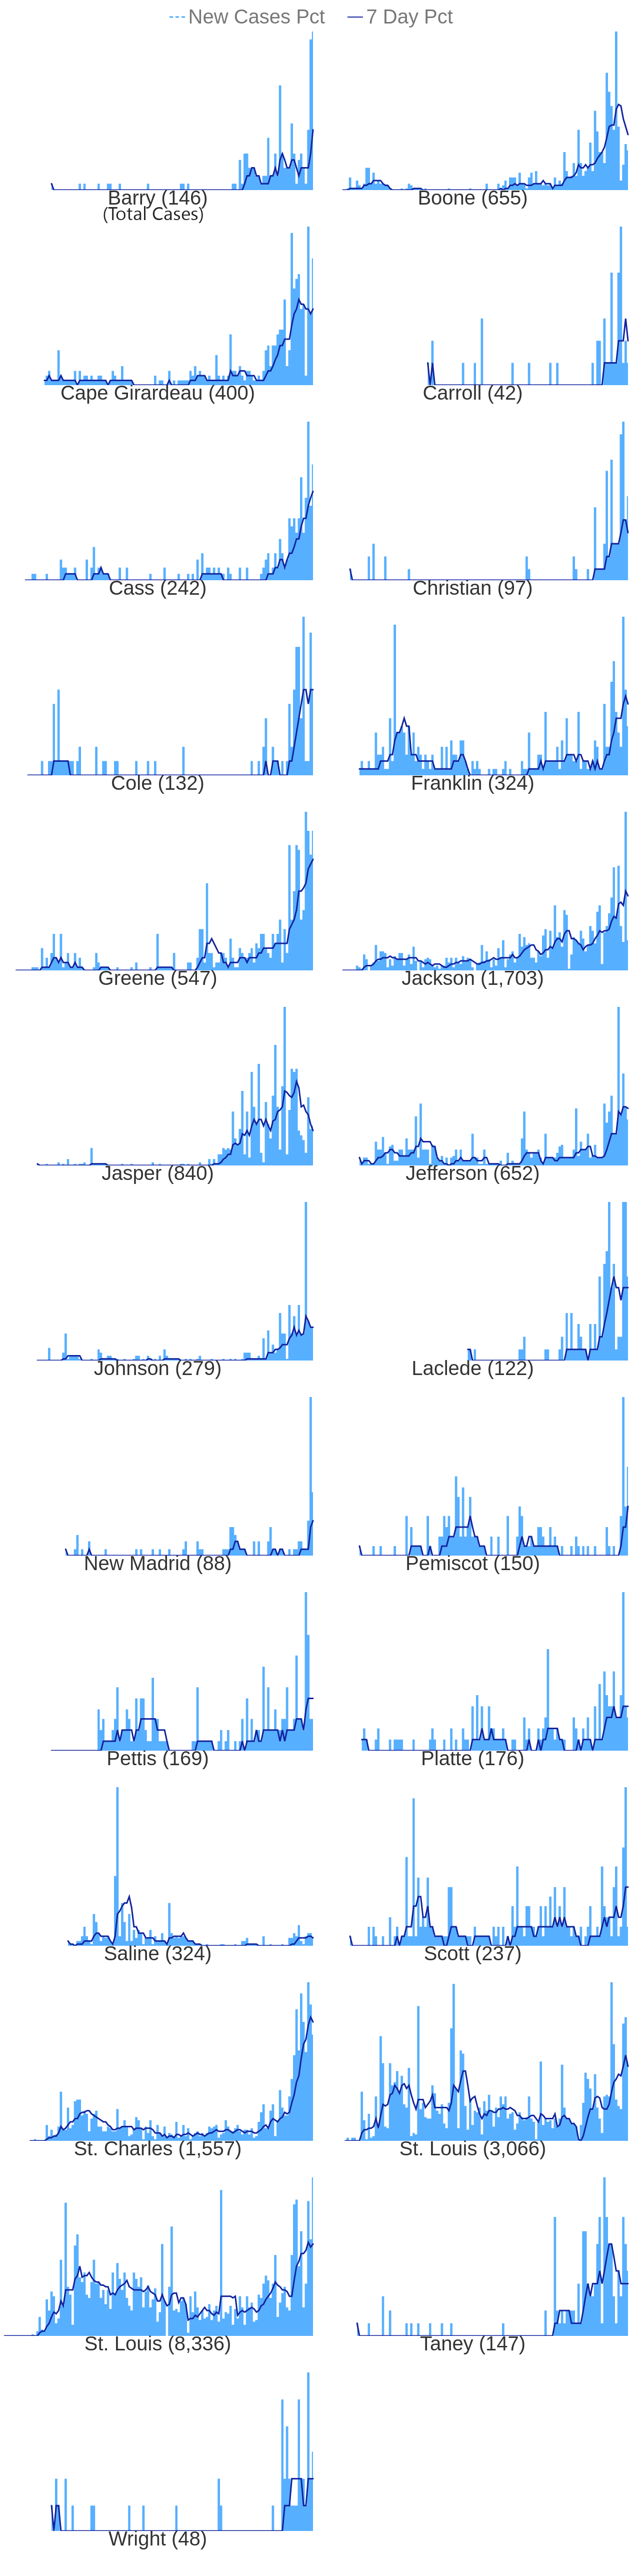 New Cases Pct 7 Day Pct
Barry (146)
(Total Cases)
Boone (655)
Cape Girardeau (400)
Carroll (42)
Cass (242)
Christian (97)
Cole (132)
Franklin (324)
Greene (547)
Jackson (1,703)
Jasper (840)
Jefferson (652)
Johnson (279)
Laclede (122)
New Madrid (88)
Pemiscot (150)
Pettis (169)
Platte (176)
Saline (324)
Scott (237)
St. Charles (1,557)
St. Louis (3,066)
St. Louis (8,336)
Taney (147)
Wright (48)